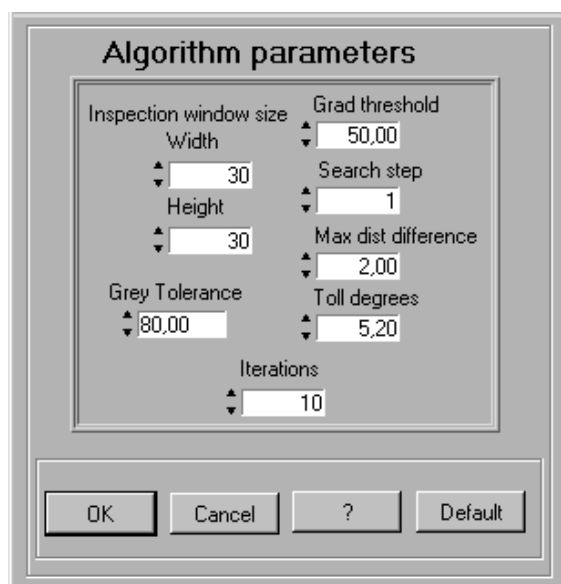 Algorithm parameters
Inspection window size
Width
30
Height
30
Grey Tolerance
80,00
Grad threshold
50,00
Search step
1
Max dist difference
2,00
Toll degrees
5,20
Iterations
10
OK
Cancel
?
Default